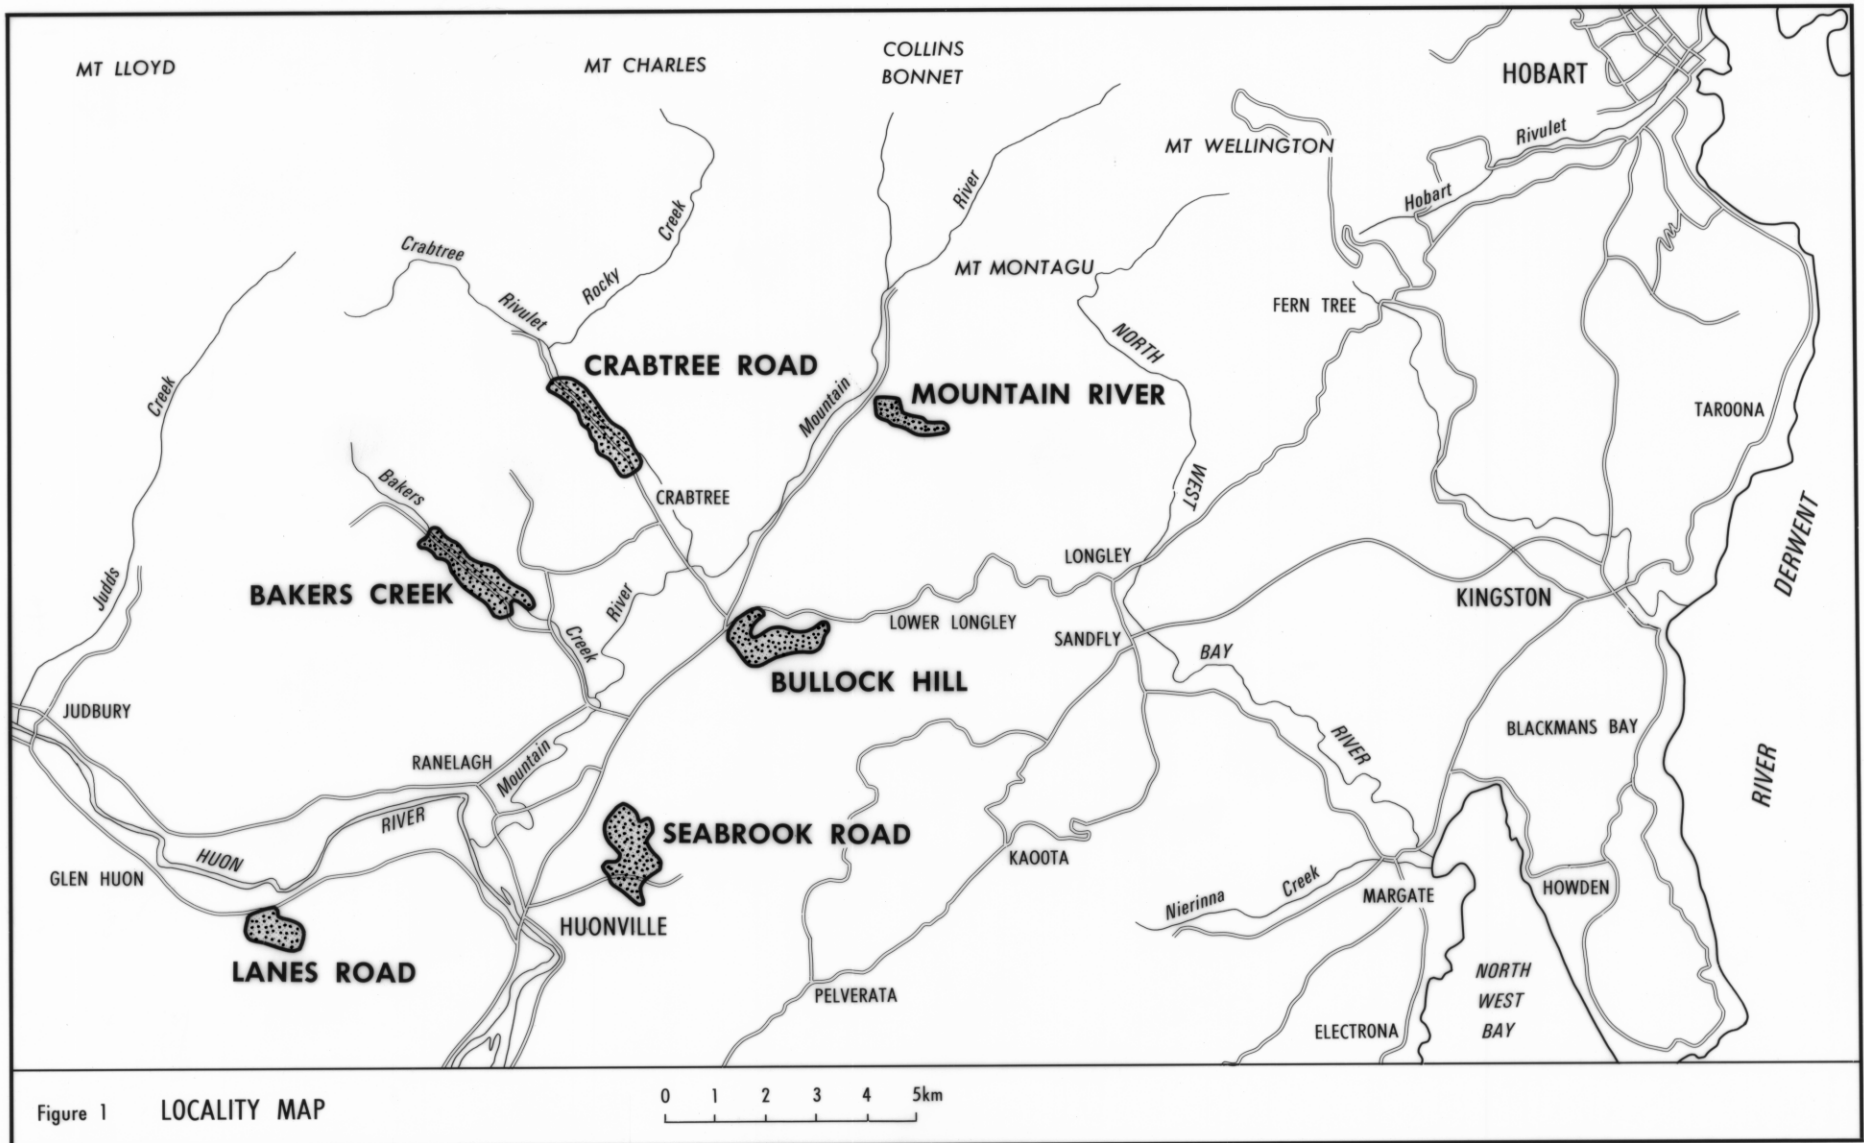 MT LLOYD
MT CHARLES
COLLINS
BONNET
HOBART
MT WELLINGTON
Rivulet
Hobart
River
Creek
Rocky
Crabtree
Rivulet
MT MONTAGU
FERN TREE
NORTH
CRABTREE ROAD
Mountain
MOUNTAIN RIVER
Creek
TAROONA
Bakers
CRABTREE
WEST
DERWENT
Judds
BAKERS CREEK
River
LONGLEY
KINGSTON
LOWER LONGLEY
SANDFLY
Creek
BAY
BULLOCK HILL
JUDBURY
BLACKMANS BAY
RIVER
RIVER
RANELAGH
Mountain
RIVER
SEABROOK ROAD
HUON
KAOOTA
GLEN HUON
Nierinna
Creek
MARGATE
HOWDEN
HUONVILLE
LANES ROAD
NORTH
WEST
BAY
PELVERATA
ELECTRONA
Figure 1
LOCALITY MAP
0 1 2 3 4 5km